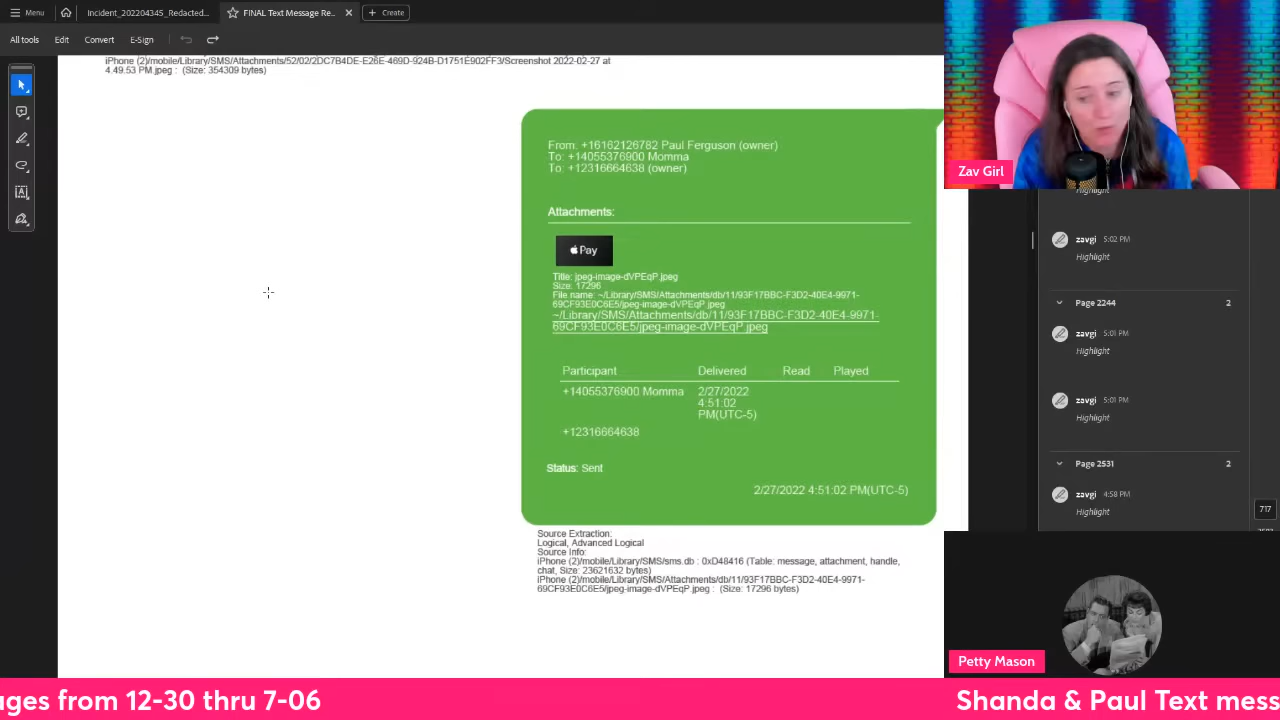 Menu
Incident_202204345_Redacted...
FINAL Text Message Re...
Create
All tools
Edit
Convert
E-Sign
iPhone (2)/mobile/Library/SMS/Attachments/52/02/2DC7B4DE-E26E-469D-924B-D1751E902FF3/Screenshot 2022-02-27 at
4.49.53 PM.jpeg : (Size: 354309 bytes)
From: +16162126782 Paul Ferguson (owner)
To: +14055376900 Momma
To: +12316664638 (owner)
Attachments:
Pay
Title: jpeg-image-dVPEqP.jpeg
Size: 17296
File name: ~/Library/SMS/Attachments/db/11/93F17BBC-F3D2-40E4-9971-
69CF93E0C6E5/jpeg-image-dVPEqP.jpeg
~/Library/SMS/Attachments/db/11/93F17BBC-F3D2-40E4-9971-
69CF93E0C6E5/jpeg-image-dVPEqP.jpeg
Participant Delivered Read Played
+14055376900 Momma 2/27/2022
4:51:02
PM(UTC-5)
+12316664638
Status: Sent
2/27/2022 4:51:02 PM(UTC-5)
Source Extraction:
Logical, Advanced Logical
Source Info:
iPhone (2)/mobile/Library/SMS/sms.db : 0xD48416 (Table: message, attachment, handle,
chat, Size: 23621632 bytes)
iPhone (2)/mobile/Library/SMS/Attachments/db/11/93F17BBC-F3D2-40E4-9971-
69CF93E0C6E5/jpeg-image-dVPEqP.jpeg : (Size: 17296 bytes)
Zav Girl
Highlight
zavgi 5:02 PM
Highlight
Page 2244 2
zavgi 5:01 PM
Highlight
zavgi 5:01 PM
Highlight
Page 2531 2
zavgi 4:58 PM
Highlight
717
Petty Mason
ages from 12-30 thru 7-06
Shanda & Paul Text mess